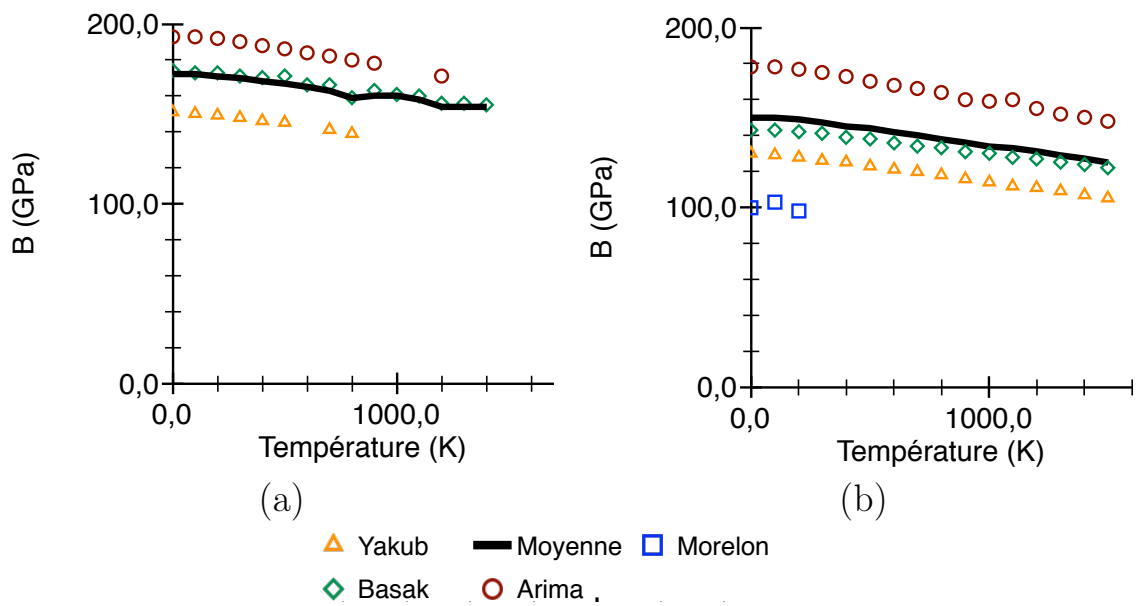 200,0
100,0
0,0
B (GPa)
0,0 1000,0
Température (K)
(a)
200,0
100,0
0,0
B (GPa)
0,0 1000,0
Température (K)
(b)
Yakub Moyenne Morelon
Basak Arima